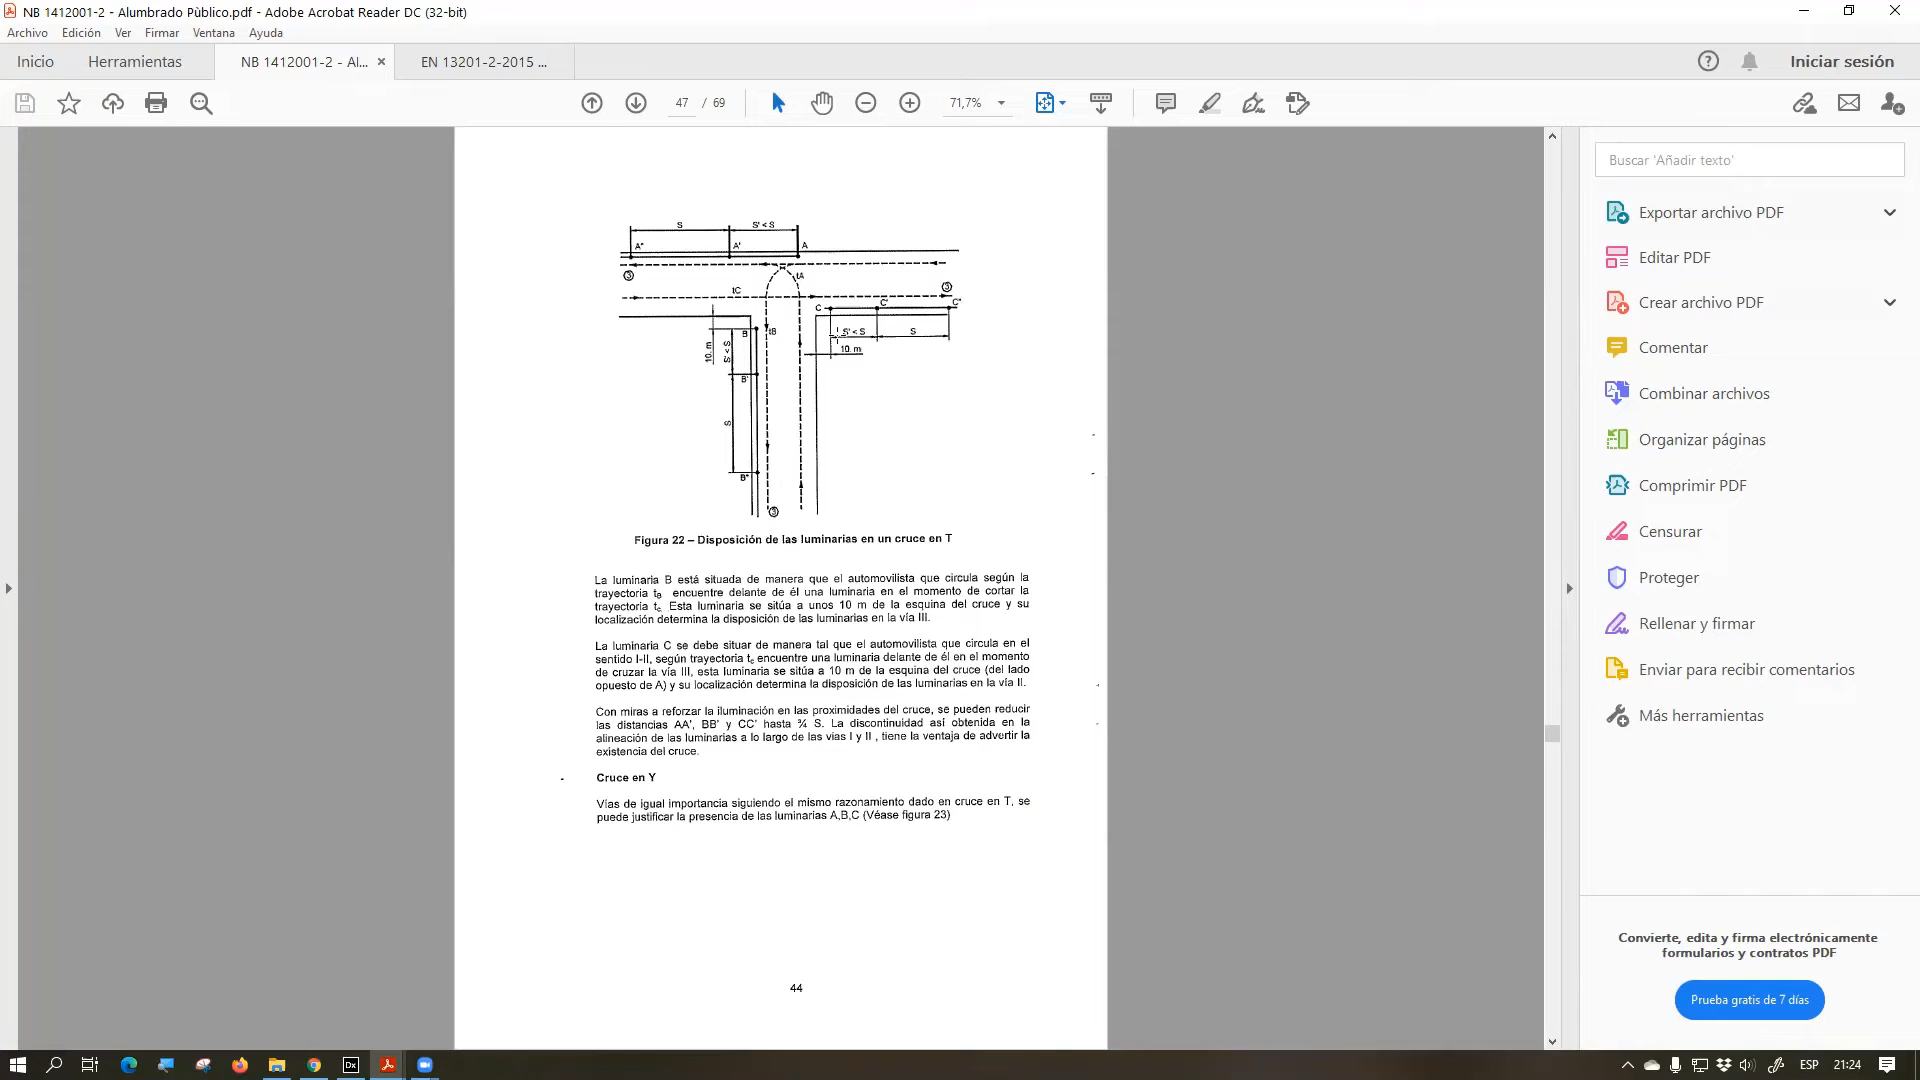 NB 1412001-2 - Alumbrado Pùblico.pdf - Adobe Acrobat Reader DC (32-bit)
Archivo Edición Ver Firmar Ventana Ayuda
Inicio Herramientas NB 1412001-2 - Al... EN 13201-2-2015 ... Iniciar sesión
47 / 69 71,7%
Buscar 'Añadir texto'
Exportar archivo PDF
Editar PDF
Crear archivo PDF
Comentar
Combinar archivos
Organizar páginas
Comprimir PDF
Censurar
Proteger
Rellenar y firmar
Enviar para recibir comentarios
Más herramientas
Convierte, edita y firma electrónicamente
formularios y contratos PDF
Prueba gratis de 7 días
S S' < S
A" A' A
3 tA 3
tC C C' C"
B tB S' < S S
10. m S' < S 10. m
B'
S
B"
3
Figura 22 – Disposición de las luminarias en un cruce en T
La luminaria B está situada de manera que el automovilista que circula según la
trayectoria tB encuentre delante de él una luminaria en el momento de cortar la
trayectoria tc. Esta luminaria se sitúa a unos 10 m de la esquina del cruce y su
localización determina la disposición de las luminarias en la vía III.
La luminaria C se debe situar de manera tal que el automovilista que circula en el
sentido I-II, según trayectoria tc encuentre una luminaria delante de él en el momento
de cruzar la vía III, esta luminaria se sitúa a 10 m de la esquina del cruce (del lado
opuesto de A) y su localización determina la disposición de las luminarias en la vía II.
Con miras a reforzar la iluminación en las proximidades del cruce, se pueden reducir
las distancias AA', BB' y CC' hasta ¾ S. La discontinuidad así obtenida en la
alineación de las luminarias a lo largo de las vias I y II , tiene la ventaja de advertir la
existencia del cruce.
- Cruce en Y
Vías de igual importancia siguiendo el mismo razonamiento dado en cruce en T, se
puede justificar la presencia de las luminarias A,B,C (Véase figura 23)
44
Dx ESP 21:24